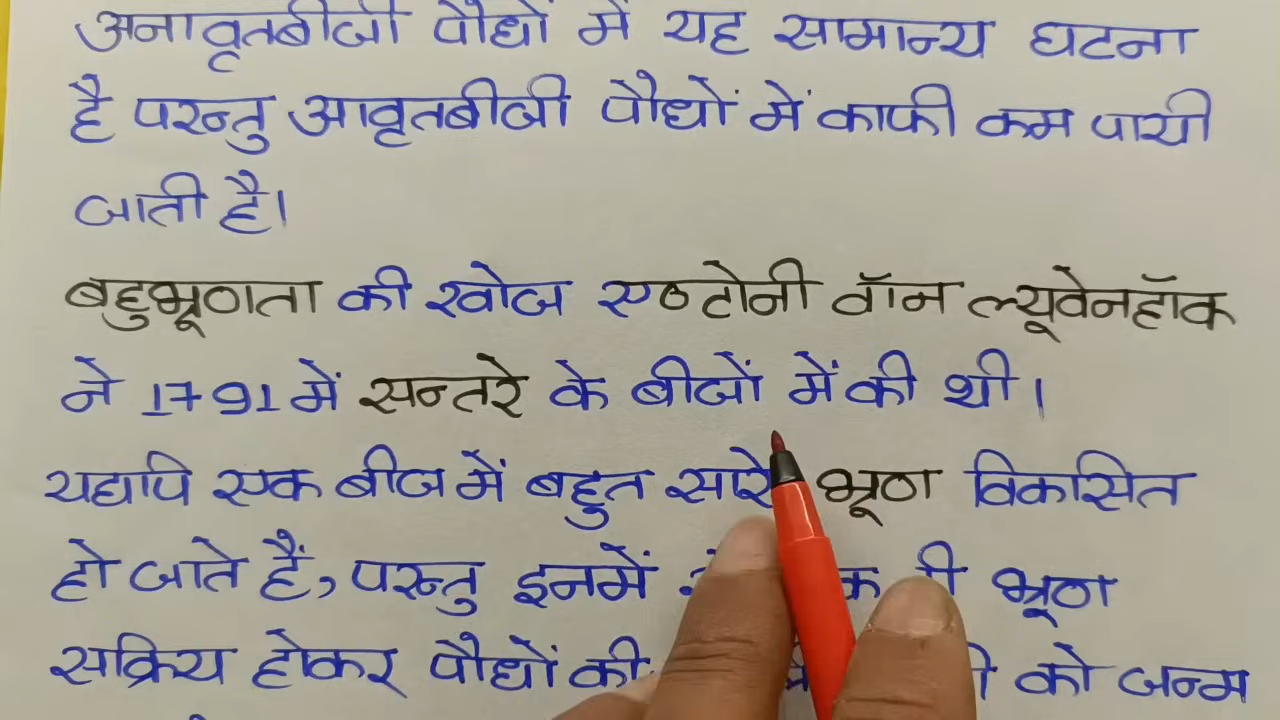 अनावृतबीजी पौधों में यह सामान्य घटना
है परन्तु आवृतबीजी पौधों में काफी कम पायी
जाती है।
बहुभ्रूणता की खोज एण्टोनी वॉन ल्यूवेनहॉक
ने 1791 में सन्तरे के बीजों में की थी।
यद्यपि एक बीज में बहुत सारे भ्रूण विकसित
हो जाते हैं, परन्तु इनमें भ्रूण
सक्रिय होकर पौधों की को जन्म